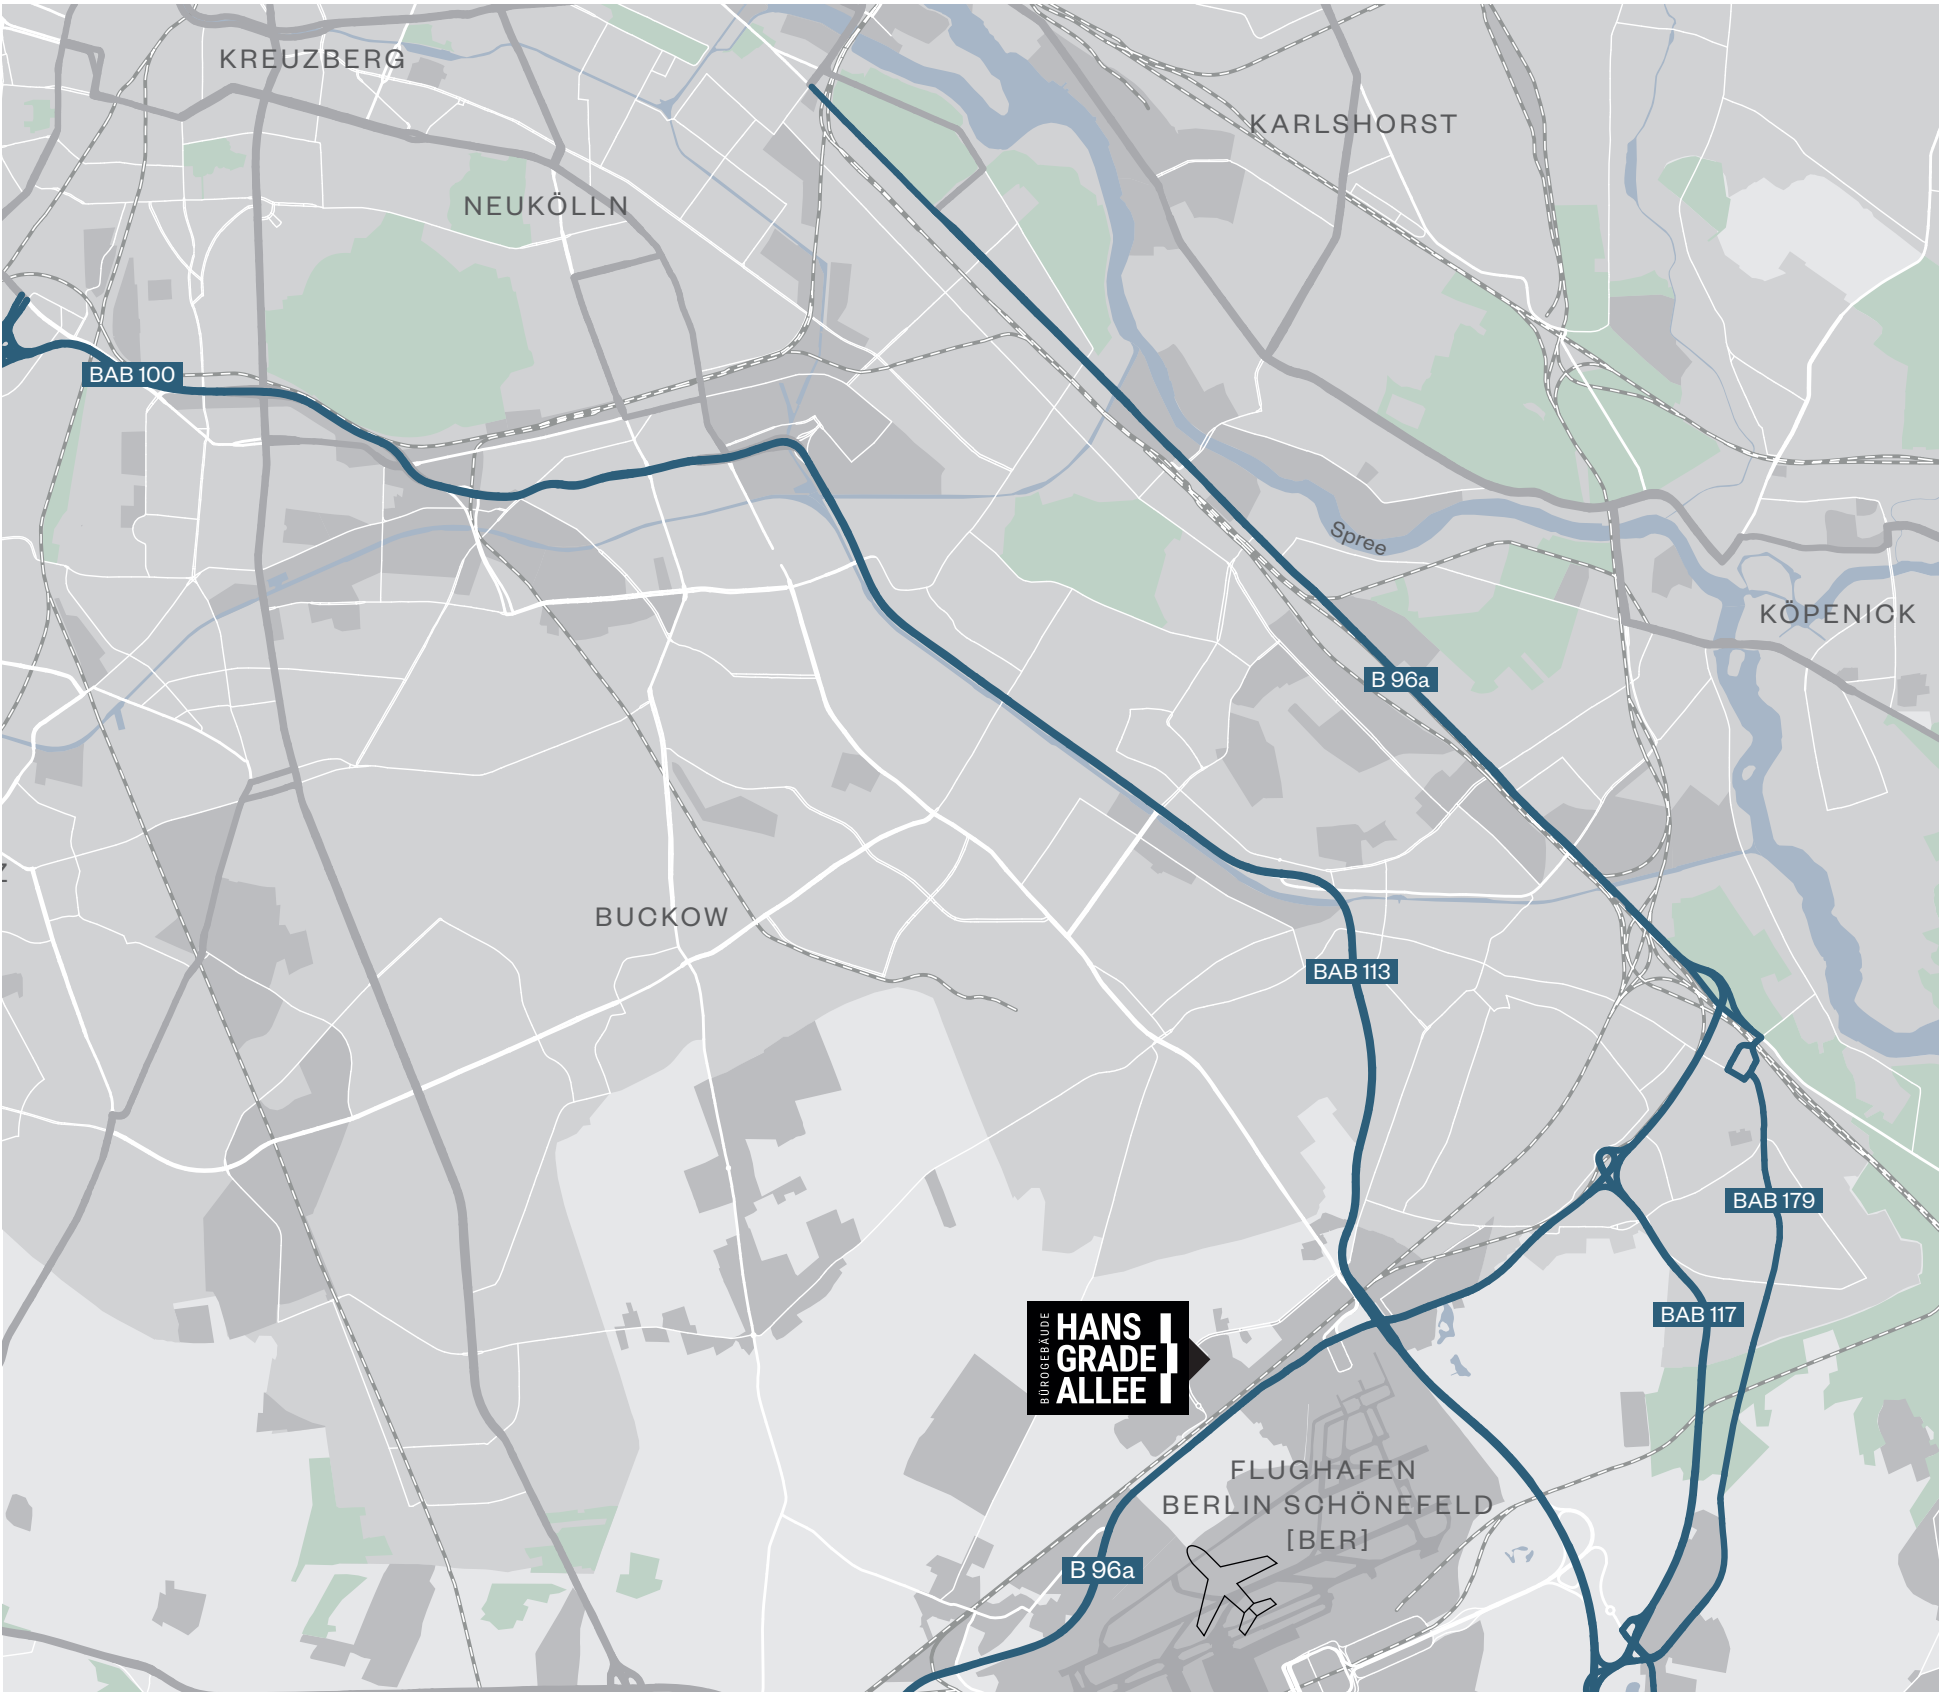 KREUZBERG
KARLSHORST
NEUKÖLLN
BAB 100
Spree
KÖPENICK
B 96a
Z
BUCKOW
BAB 113
BAB 179
BAB 117
BÜROGEBÄUDE
HANS
GRADE
ALLEE
FLUGHAFEN
BERLIN SCHÖNEFELD
[BER]
B 96a